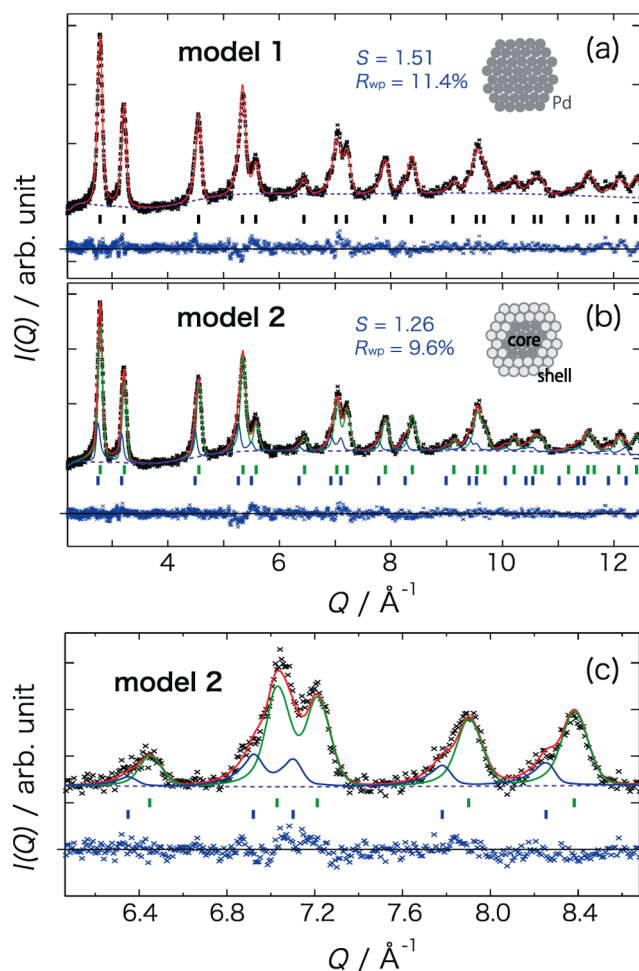 model 1
S = 1.51
Rwp = 11.4%
(a)
Pd
I(Q) / arb. unit
model 2
S = 1.26
Rwp = 9.6%
(b)
core
shell
4 6 8 10 12
Q / Å-1
model 2
(c)
I(Q) / arb. unit
6.4 6.8 7.2 7.6 8.0 8.4
Q / Å-1